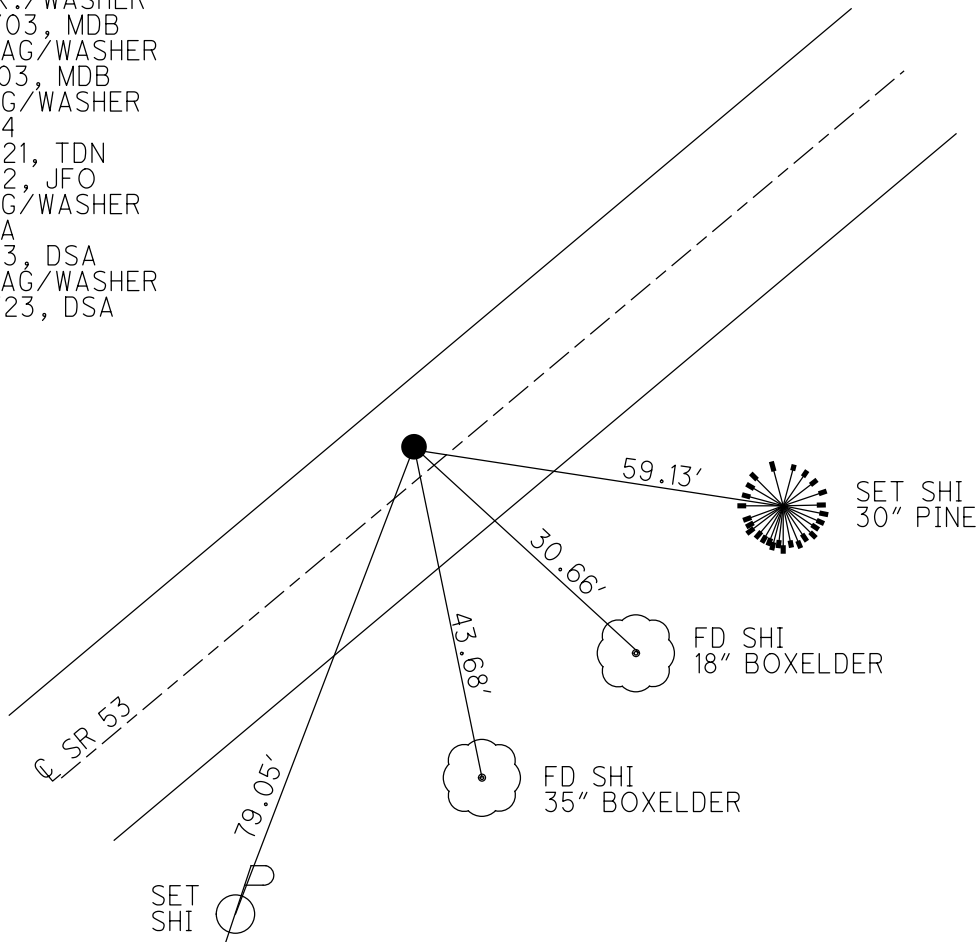 /WASHER
03, MDB
AG/WASHER
03, MDB
G/WASHER
4
21, TDN
2, JFO
G/WASHER
A
3, DSA
AG/WASHER
23, DSA
59.13'
SET SHI
30" PINE
30.66'
FD SHI
18" BOXELDER
43.68'
FD SHI
35" BOXELDER
℄ SR 53
79.05'
SET
SHI